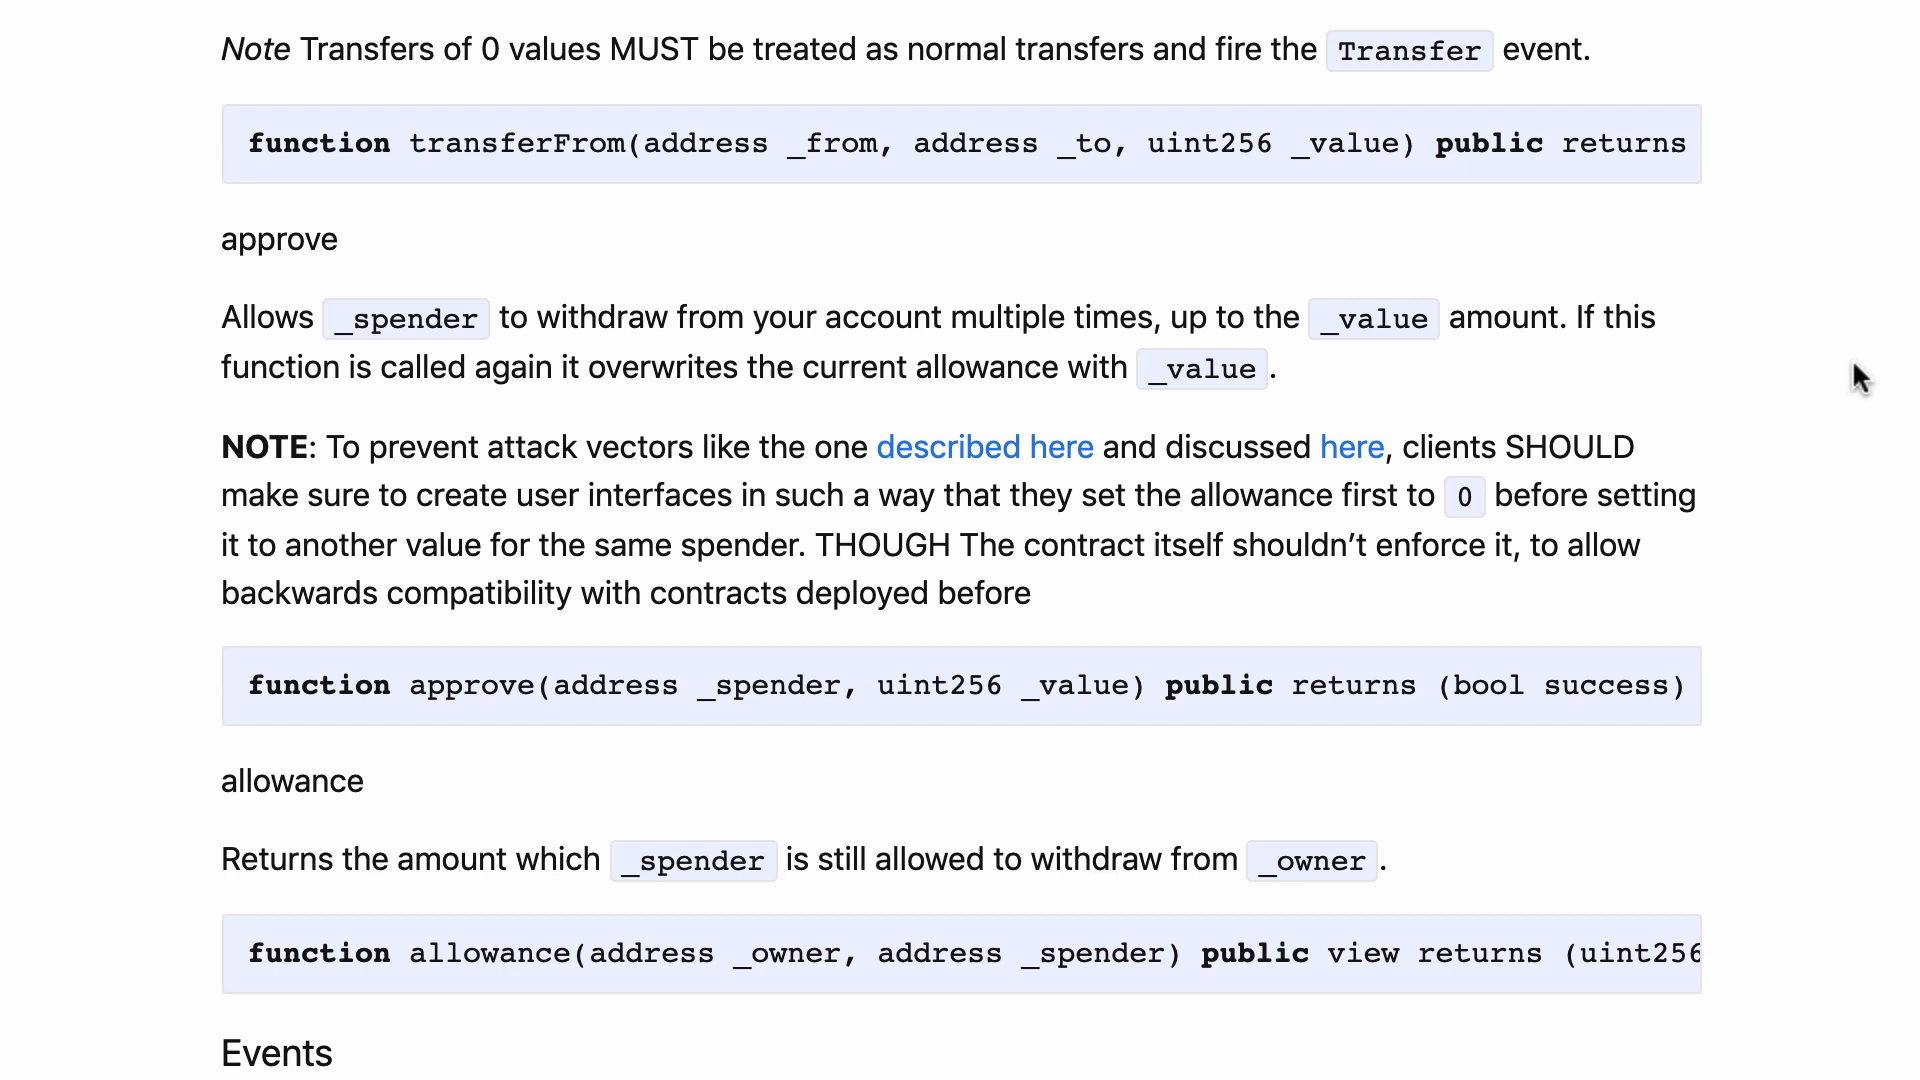 Note Transfers of 0 values MUST be treated as normal transfers and fire the Transfer event.
function transferFrom(address _from, address _to, uint256 _value) public returns
approve
Allows _spender to withdraw from your account multiple times, up to the _value amount. If this
function is called again it overwrites the current allowance with _value.
NOTE: To prevent attack vectors like the one described here and discussed here, clients SHOULD
make sure to create user interfaces in such a way that they set the allowance first to 0 before setting
it to another value for the same spender. THOUGH The contract itself shouldn’t enforce it, to allow
backwards compatibility with contracts deployed before
function approve(address _spender, uint256 _value) public returns (bool success)
allowance
Returns the amount which _spender is still allowed to withdraw from _owner.
function allowance(address _owner, address _spender) public view returns (uint256
Events